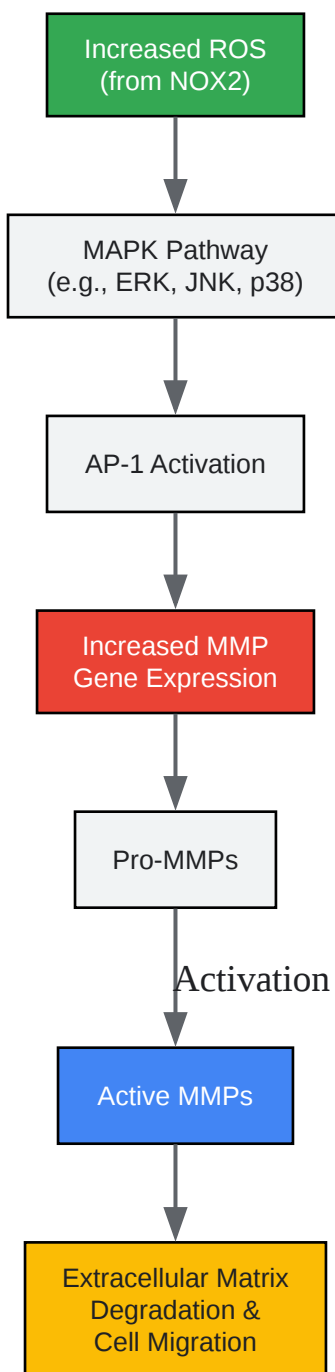 Increased ROS
(from NOX2)
MAPK Pathway
(e.g., ERK, JNK, p38)
AP-1 Activation
Increased MMP
Gene Expression
Pro-MMPs
Activation
Active MMPs
Extracellular Matrix
Degradation &
Cell Migration